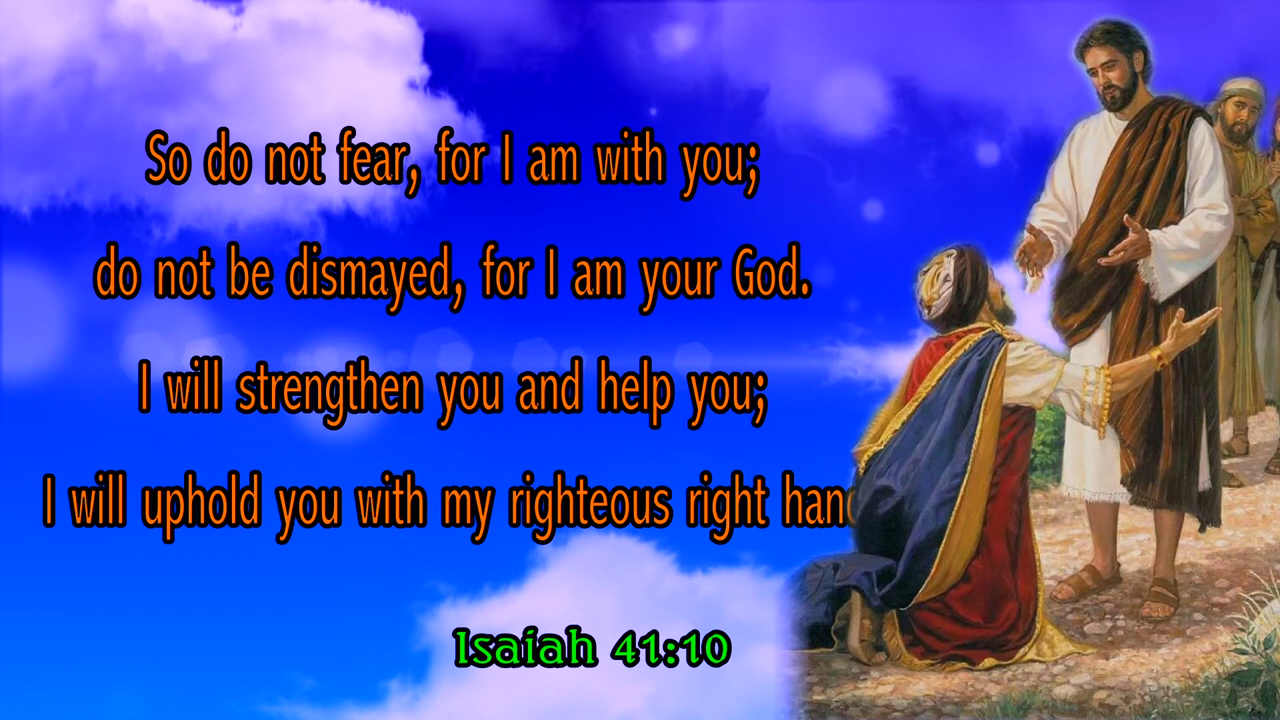 So do not fear, for I am with you;
do not be dismayed, for I am your God.
I will strengthen you and help you;
I will uphold you with my righteous right hand
Isaiah 41:10